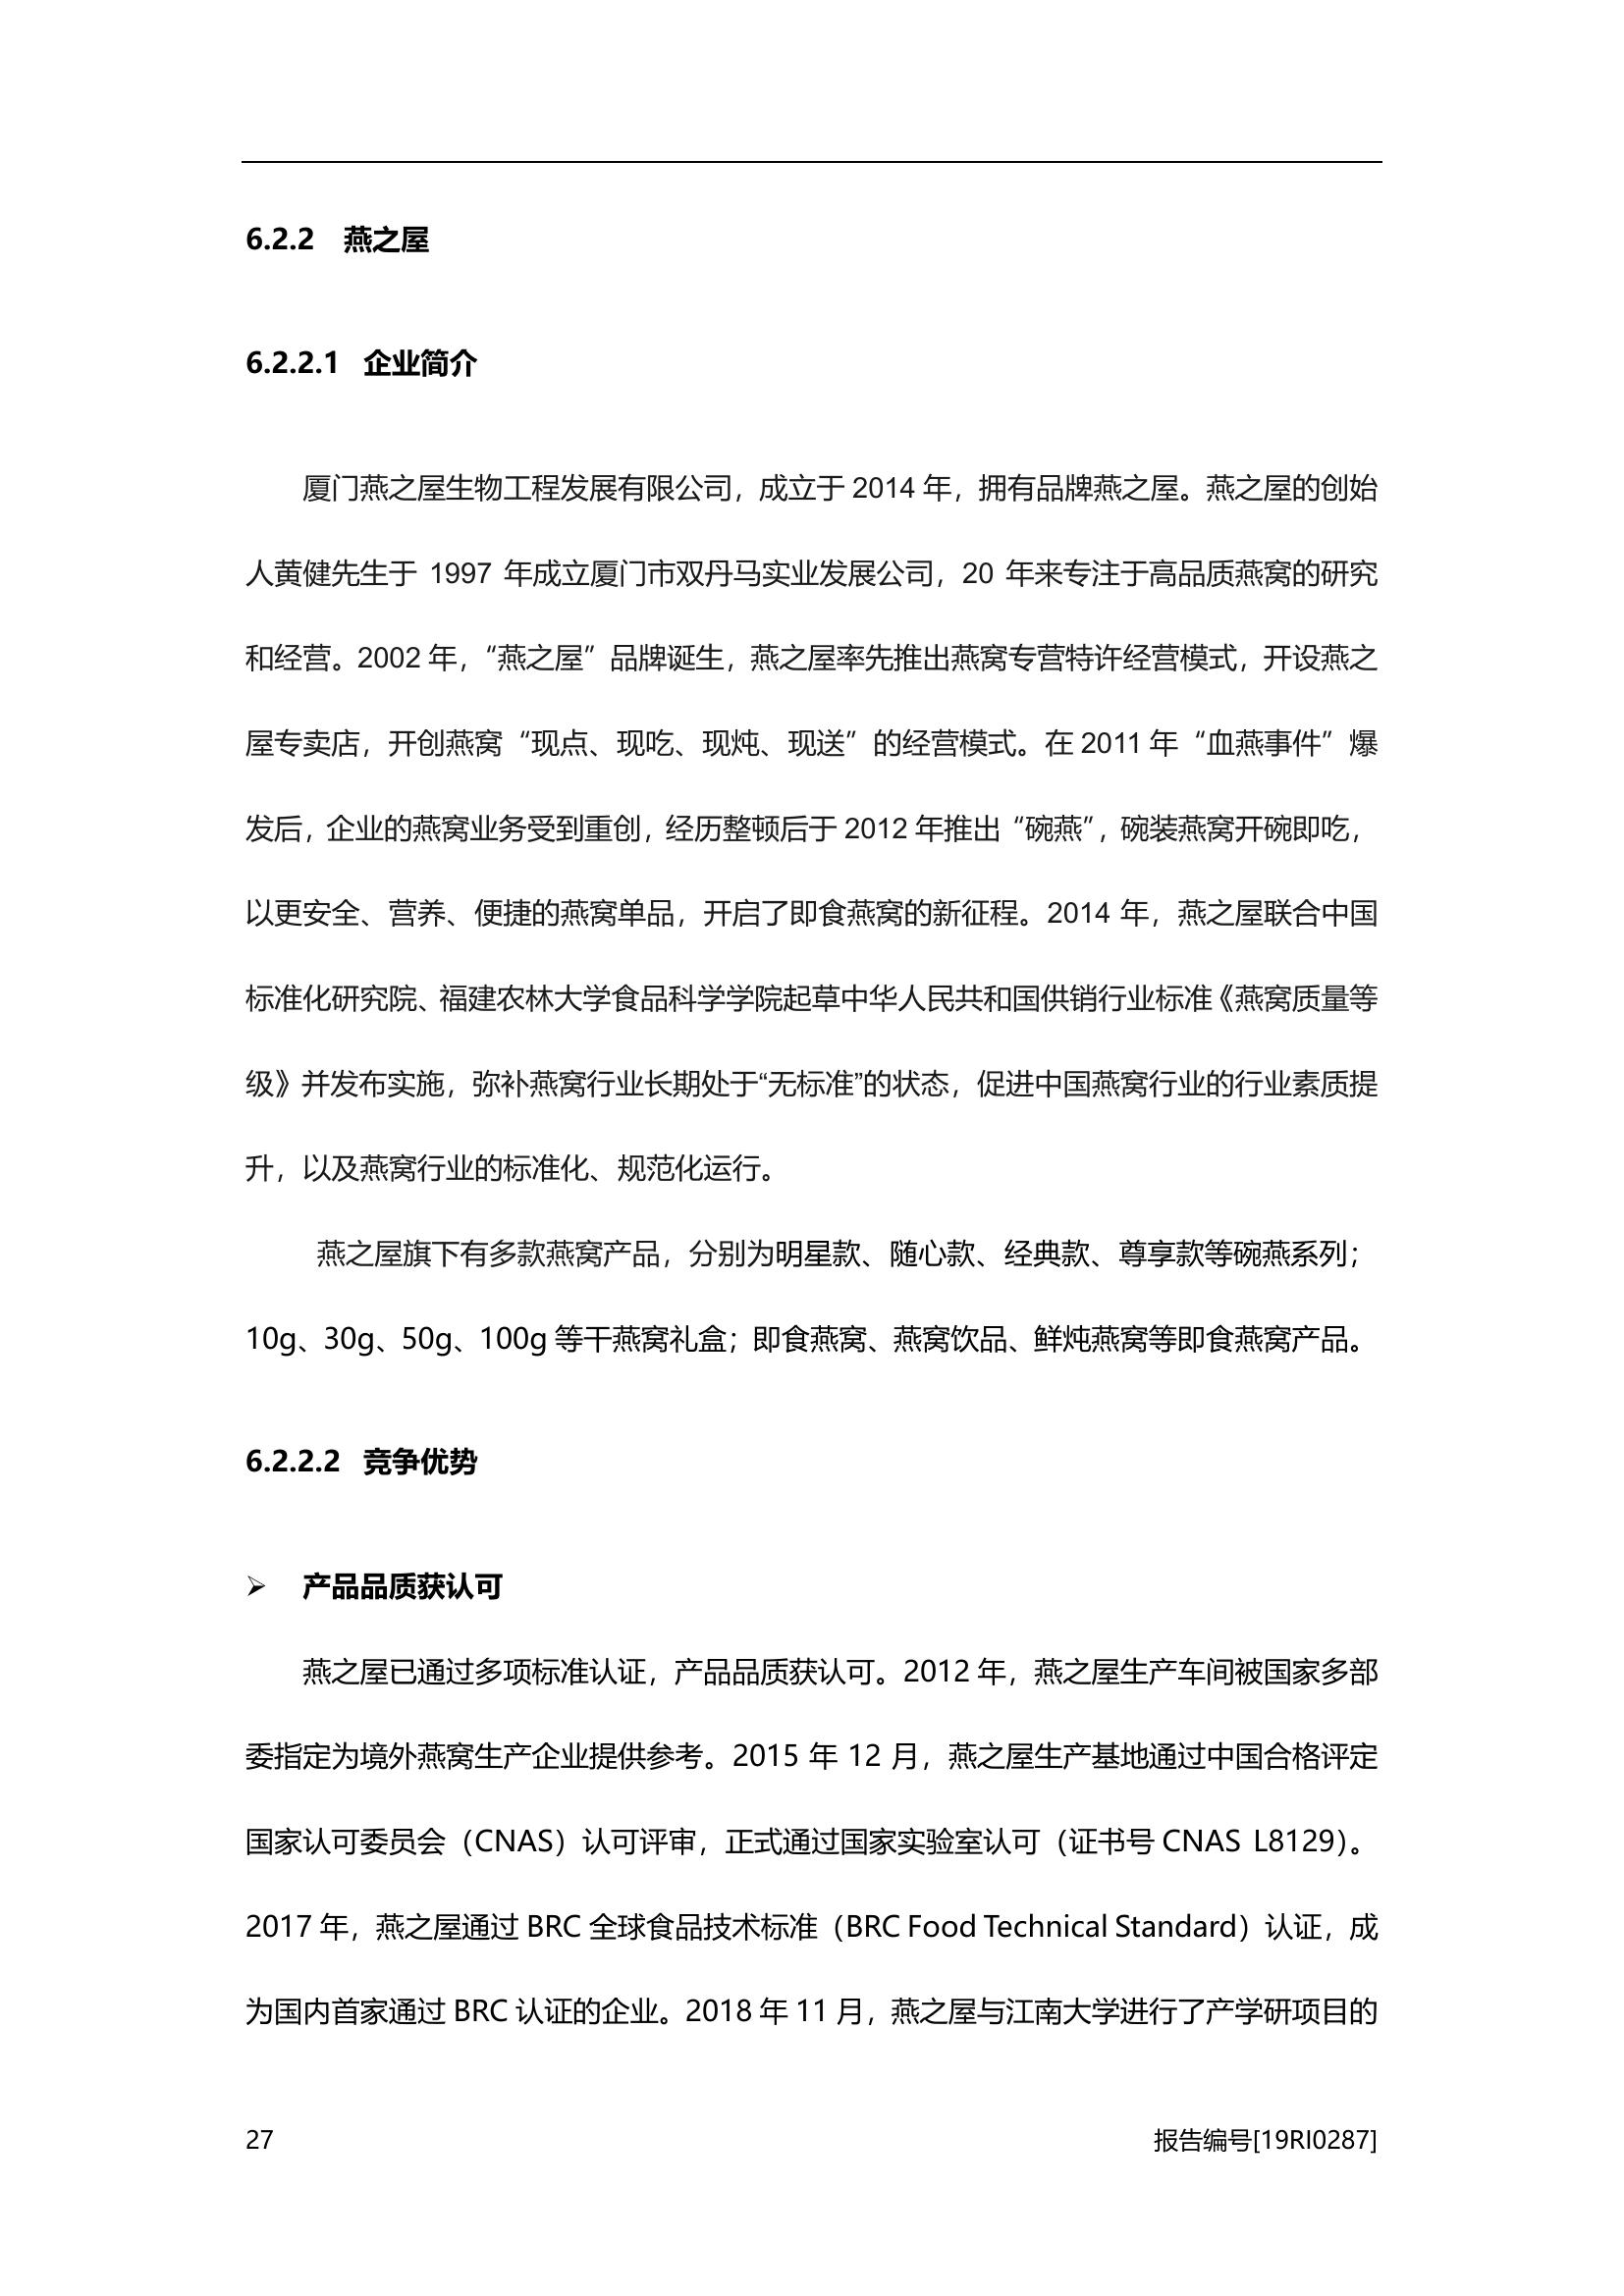 6.2.2 燕之屋
6.2.2.1 企业简介
厦门燕之屋生物工程发展有限公司，成立于 2014 年，拥有品牌燕之屋。燕之屋的创始
人黄健先生于 1997 年成立厦门市双丹马实业发展公司，20 年来专注于高品质燕窝的研究
和经营。2002 年，“燕之屋”品牌诞生，燕之屋率先推出燕窝专营特许经营模式，开设燕之
屋专卖店，开创燕窝“现点、现吃、现炖、现送”的经营模式。在 2011 年“血燕事件”爆
发后，企业的燕窝业务受到重创，经历整顿后于 2012 年推出“碗燕”，碗装燕窝开碗即吃，
以更安全、营养、便捷的燕窝单品，开启了即食燕窝的新征程。2014 年，燕之屋联合中国
标准化研究院、福建农林大学食品科学学院起草中华人民共和国供销行业标准《燕窝质量等
级》并发布实施，弥补燕窝行业长期处于“无标准”的状态，促进中国燕窝行业的行业素质提
升，以及燕窝行业的标准化、规范化运行。
燕之屋旗下有多款燕窝产品，分别为明星款、随心款、经典款、尊享款等碗燕系列；
10g、30g、50g、100g 等干燕窝礼盒；即食燕窝、燕窝饮品、鲜炖燕窝等即食燕窝产品。
6.2.2.2 竞争优势
➢ 产品品质获认可
燕之屋已通过多项标准认证，产品品质获认可。2012 年，燕之屋生产车间被国家多部
委指定为境外燕窝生产企业提供参考。2015 年 12 月，燕之屋生产基地通过中国合格评定
国家认可委员会（CNAS）认可评审，正式通过国家实验室认可（证书号 CNAS L8129）。
2017 年，燕之屋通过 BRC 全球食品技术标准（BRC Food Technical Standard）认证，成
为国内首家通过 BRC 认证的企业。2018 年 11 月，燕之屋与江南大学进行了产学研项目的
27 报告编号[19RI0287]